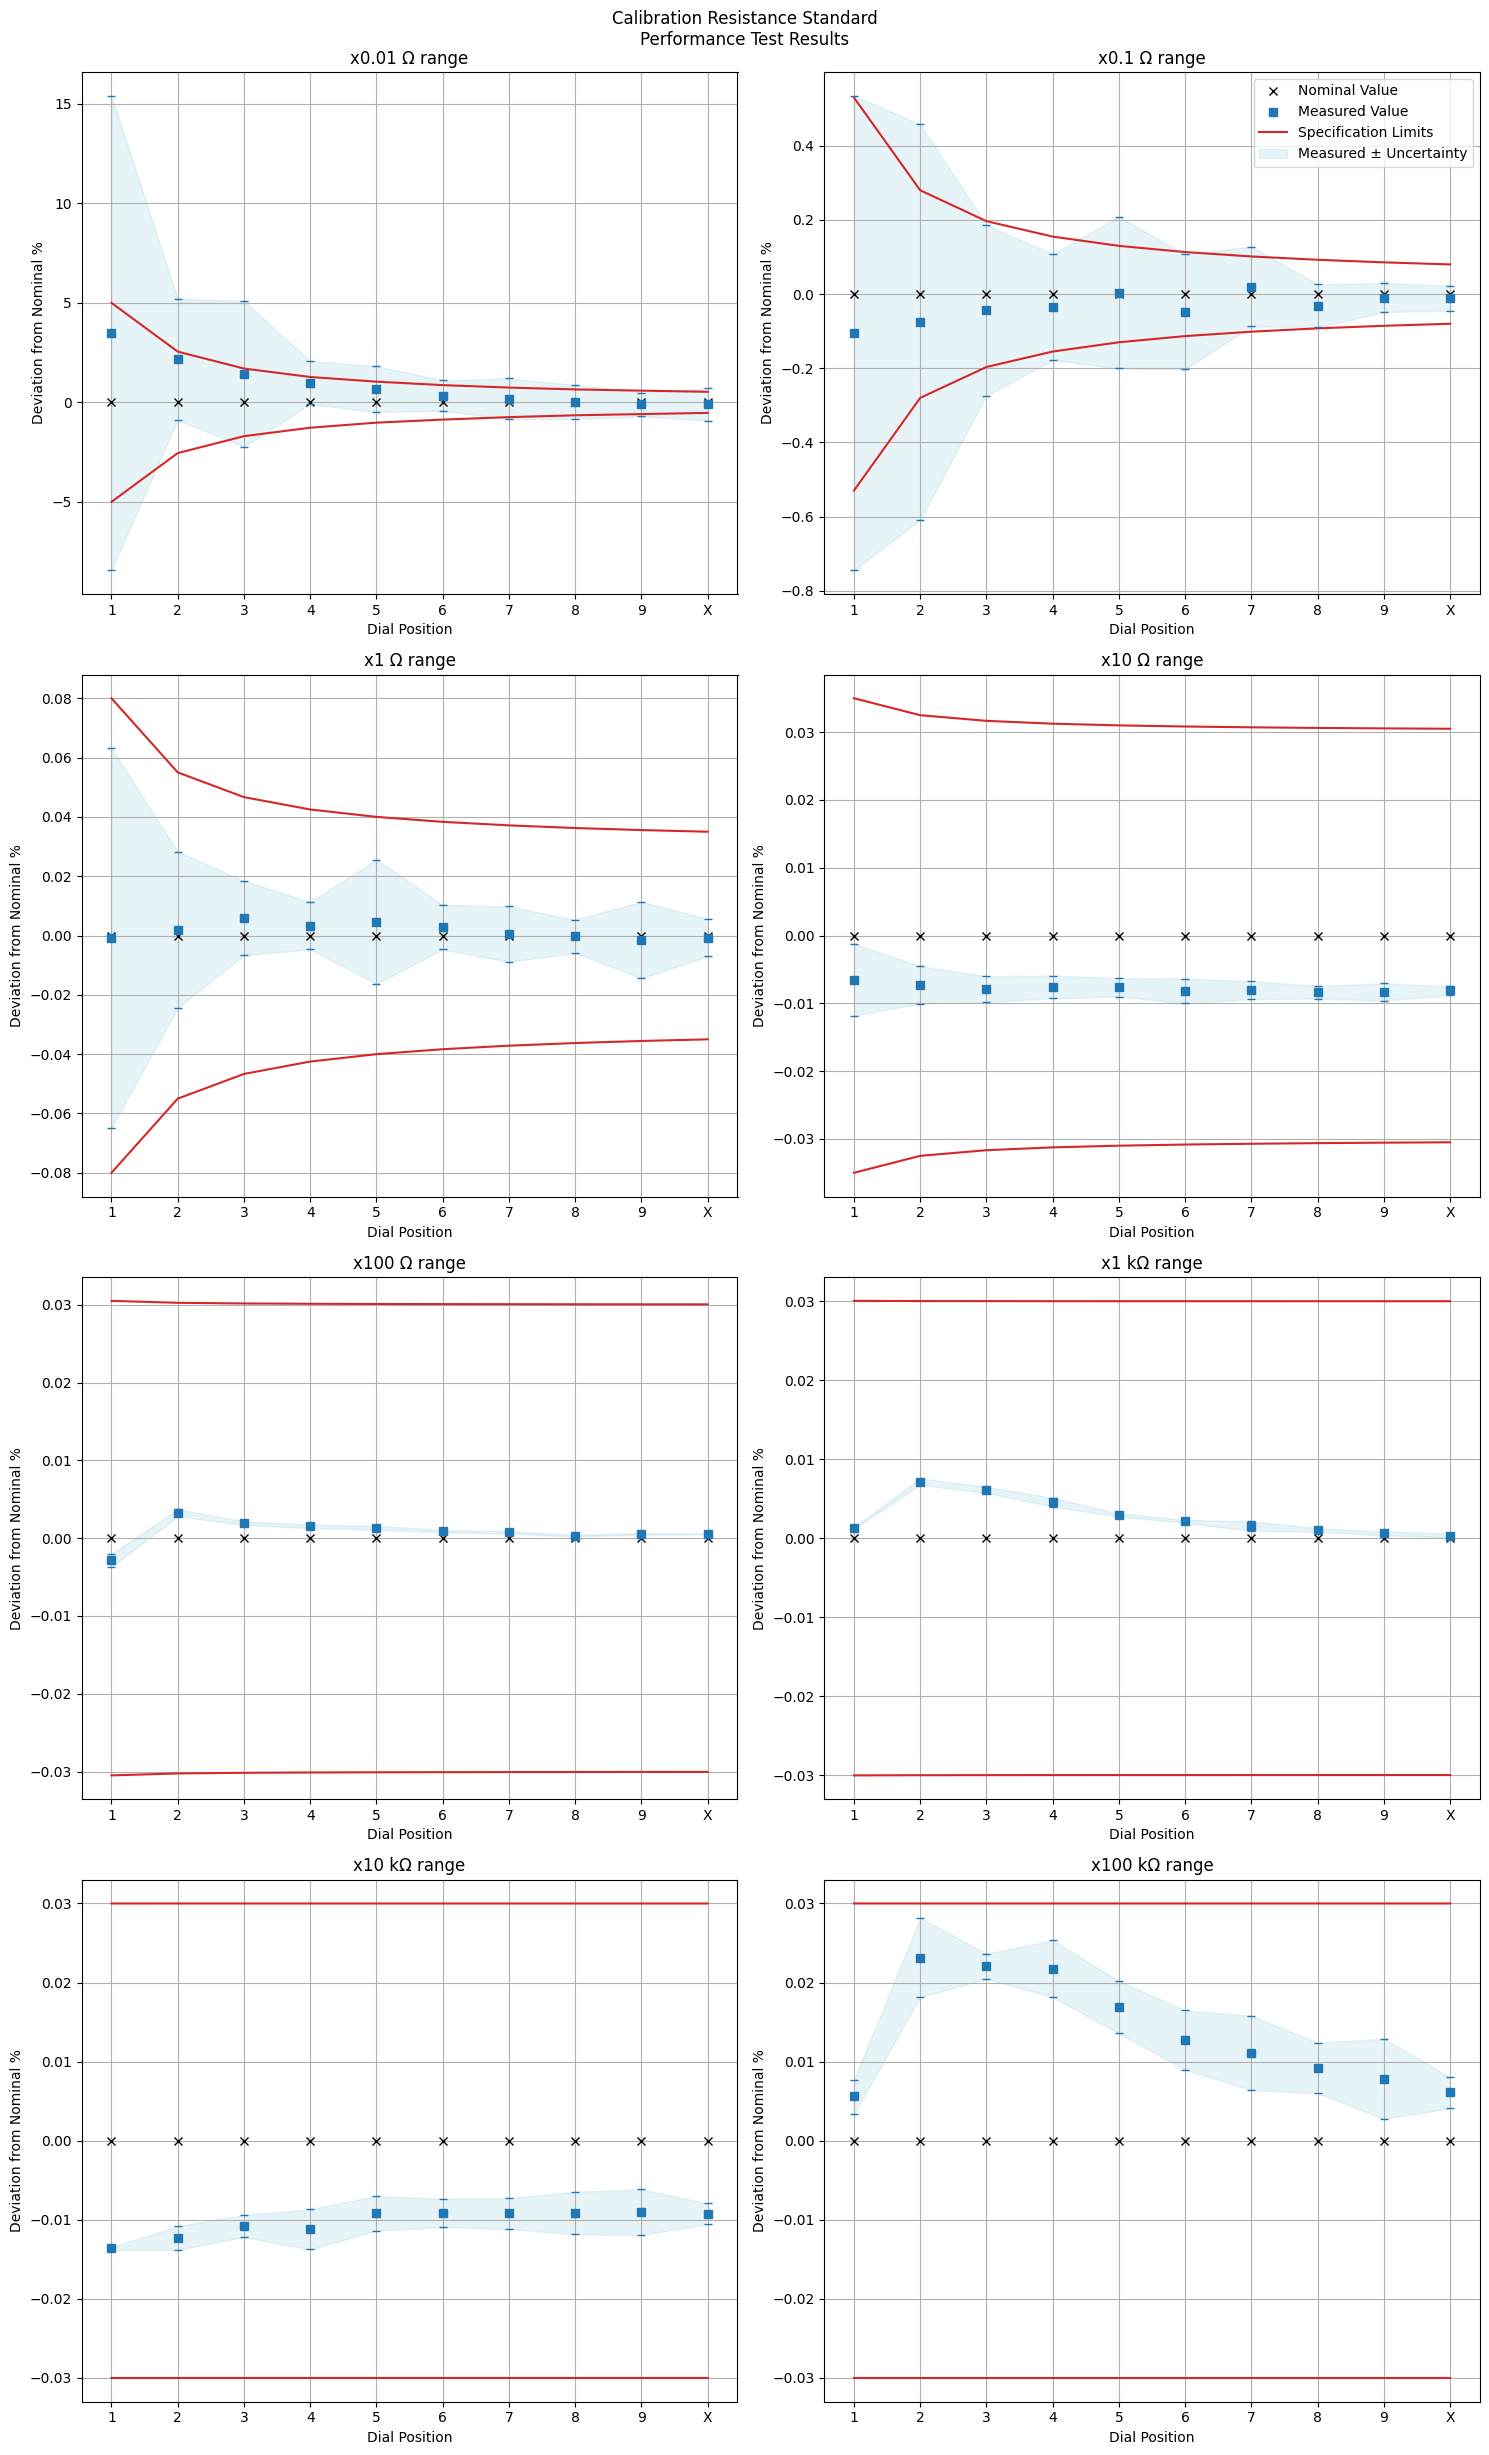 Calibration Resistance Standard
Performance Test Results
x0.01 Ω range
15
10
5
0
−5
Deviation from Nominal %
1 2 3 4 5 6 7 8 9 X
Dial Position
x0.1 Ω range
Nominal Value
Measured Value
Specification Limits
Measured ± Uncertainty
0.4
0.2
0.0
−0.2
−0.4
−0.6
−0.8
Deviation from Nominal %
1 2 3 4 5 6 7 8 9 X
Dial Position
x1 Ω range
0.08
0.06
0.04
0.02
0.00
−0.02
−0.04
−0.06
−0.08
Deviation from Nominal %
1 2 3 4 5 6 7 8 9 X
Dial Position
x10 Ω range
0.03
0.02
0.01
0.00
−0.01
−0.02
−0.03
Deviation from Nominal %
1 2 3 4 5 6 7 8 9 X
Dial Position
x100 Ω range
0.03
0.02
0.01
0.00
−0.01
−0.02
−0.03
Deviation from Nominal %
1 2 3 4 5 6 7 8 9 X
Dial Position
x1 kΩ range
0.03
0.02
0.01
0.00
−0.01
−0.02
−0.03
Deviation from Nominal %
1 2 3 4 5 6 7 8 9 X
Dial Position
x10 kΩ range
0.03
0.02
0.01
0.00
−0.01
−0.02
−0.03
Deviation from Nominal %
1 2 3 4 5 6 7 8 9 X
Dial Position
x100 kΩ range
0.03
0.02
0.01
0.00
−0.01
−0.02
−0.03
Deviation from Nominal %
1 2 3 4 5 6 7 8 9 X
Dial Position